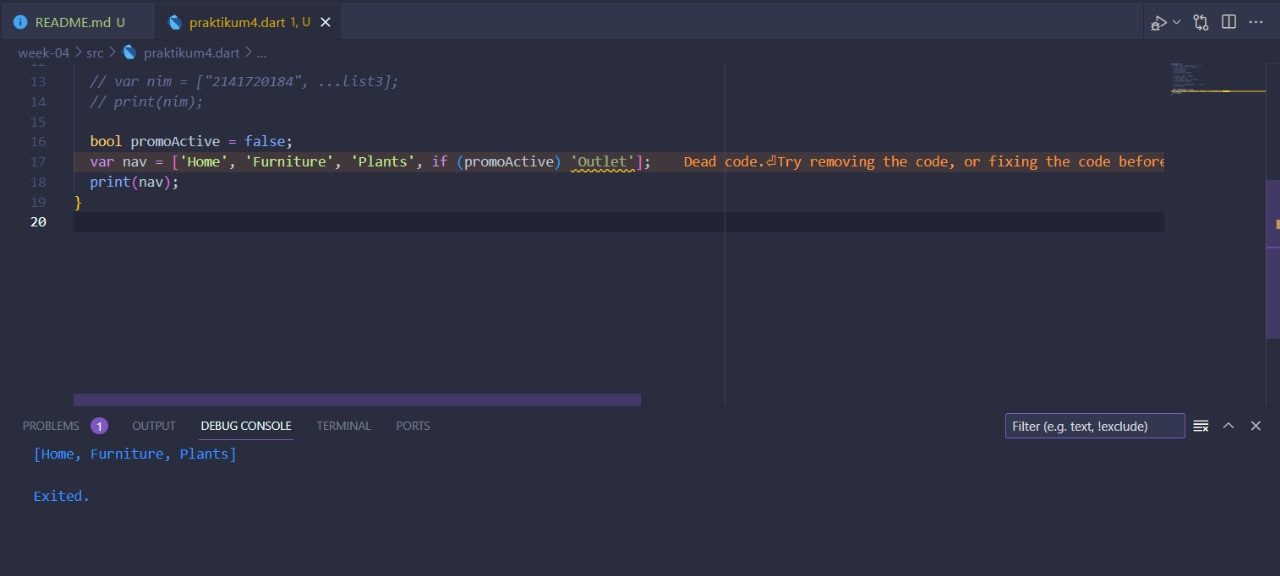 README.md U praktikum4.dart 1, U
week-04 > src > praktikum4.dart > ...
12
13 // var nim = ["2141720184", ...list3];
14 // print(nim);
15
16 bool promoActive = false;
17 var nav = ['Home', 'Furniture', 'Plants', if (promoActive) 'Outlet']; Dead code.⏎Try removing the code, or fixing the code before
18 print(nav);
19 }
20
PROBLEMS 1 OUTPUT DEBUG CONSOLE TERMINAL PORTS Filter (e.g. text, !exclude)
[Home, Furniture, Plants]
Exited.